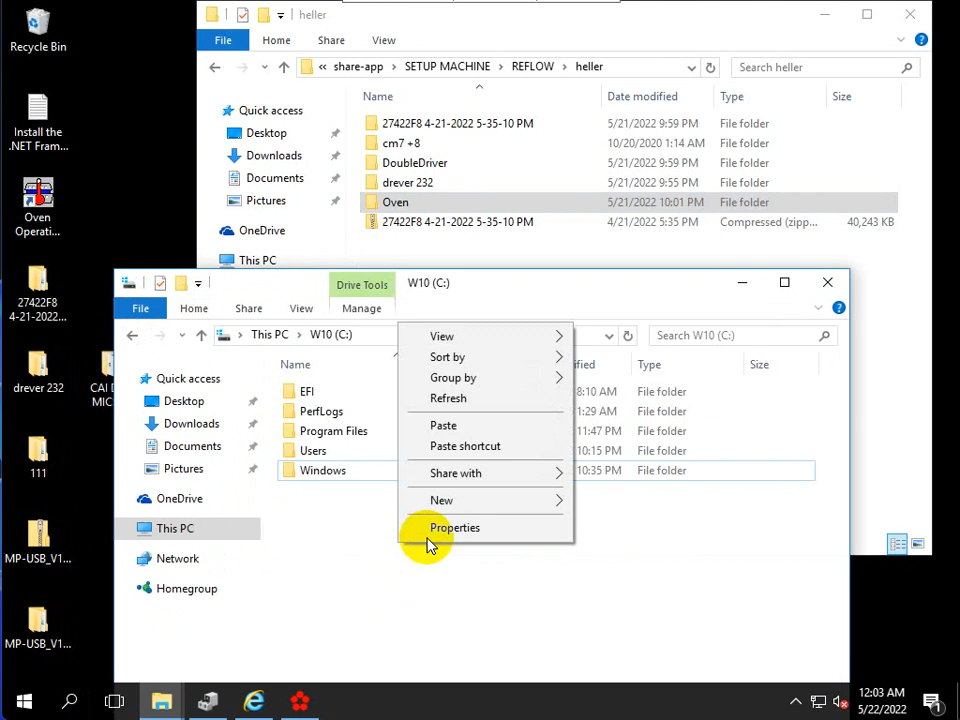 Recycle Bin
Install the
.NET Fram...
Oven
Operati...
27422F8
4-21-2022...
drever 232
CAI D
MIC
111
MP-USB_V1...
MP-USB_V1...
heller
File Home Share View
« share-app > SETUP MACHINE > REFLOW > heller
Search heller
Name Date modified Type Size
Quick access
Desktop
Downloads
Documents
Pictures
OneDrive
This PC
27422F8 4-21-2022 5-35-10 PM 5/21/2022 9:59 PM File folder
cm7 +8 10/20/2020 1:14 AM File folder
DoubleDriver 5/21/2022 9:59 PM File folder
drever 232 5/21/2022 9:55 PM File folder
Oven 5/21/2022 10:01 PM File folder
27422F8 4-21-2022 5-35-10 PM 4/21/2022 5:35 PM Compressed (zipp... 40,243 KB
Drive Tools W10 (C:)
File Home Share View Manage
This PC > W10 (C:)
Search W10 (C:)
Name ified Type Size
Quick access
Desktop
Downloads
Documents
Pictures
OneDrive
This PC
Network
Homegroup
EFI 8:10 AM File folder
PerfLogs 1:29 AM File folder
Program Files 11:47 PM File folder
Users 10:15 PM File folder
Windows 10:35 PM File folder
View
Sort by
Group by
Refresh
Paste
Paste shortcut
Share with
New
Properties
12:03 AM
5/22/2022
1